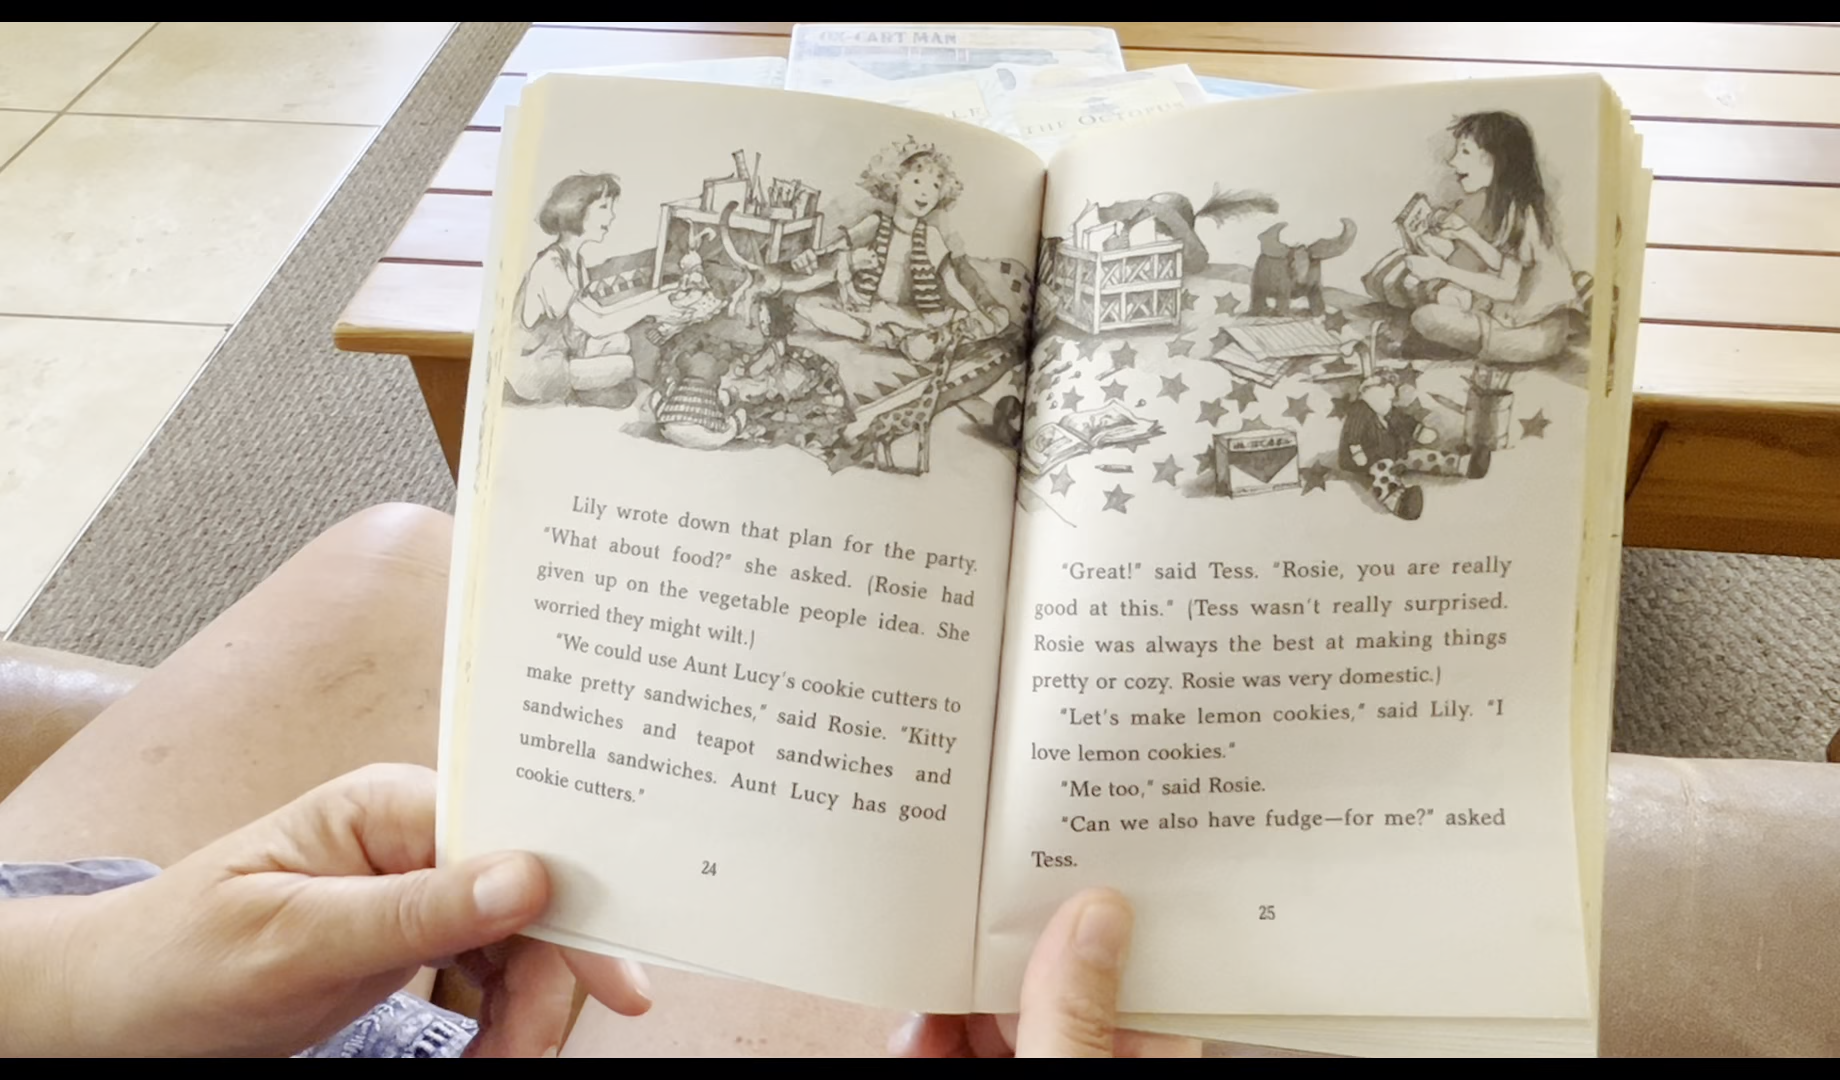 OX-CART MAN
THE OCTOPUS
Lily wrote down that plan for the party.
"What about food?" she asked. (Rosie had
given up on the vegetable people idea. She
worried they might wilt.)
"We could use Aunt Lucy's cookie cutters to
make pretty sandwiches," said Rosie. "Kitty
sandwiches and teapot sandwiches and
umbrella sandwiches. Aunt Lucy has good
cookie cutters."
24
"Great!" said Tess. "Rosie, you are really
good at this." (Tess wasn't really surprised.
Rosie was always the best at making things
pretty or cozy. Rosie was very domestic.)
"Let's make lemon cookies," said Lily. "I
love lemon cookies."
"Me too," said Rosie.
"Can we also have fudge—for me?" asked
Tess.
25